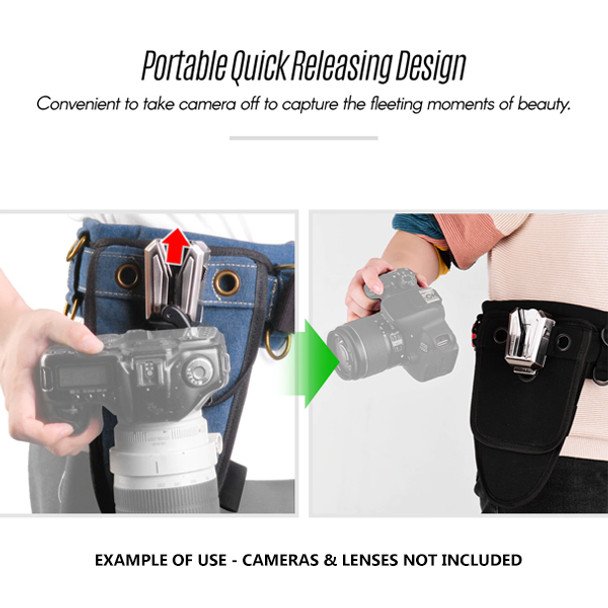 Portable Quick Releasing Design
Convenient to take camera off to capture the fleeting moments of beauty.
EXAMPLE OF USE - CAMERAS & LENSES NOT INCLUDED